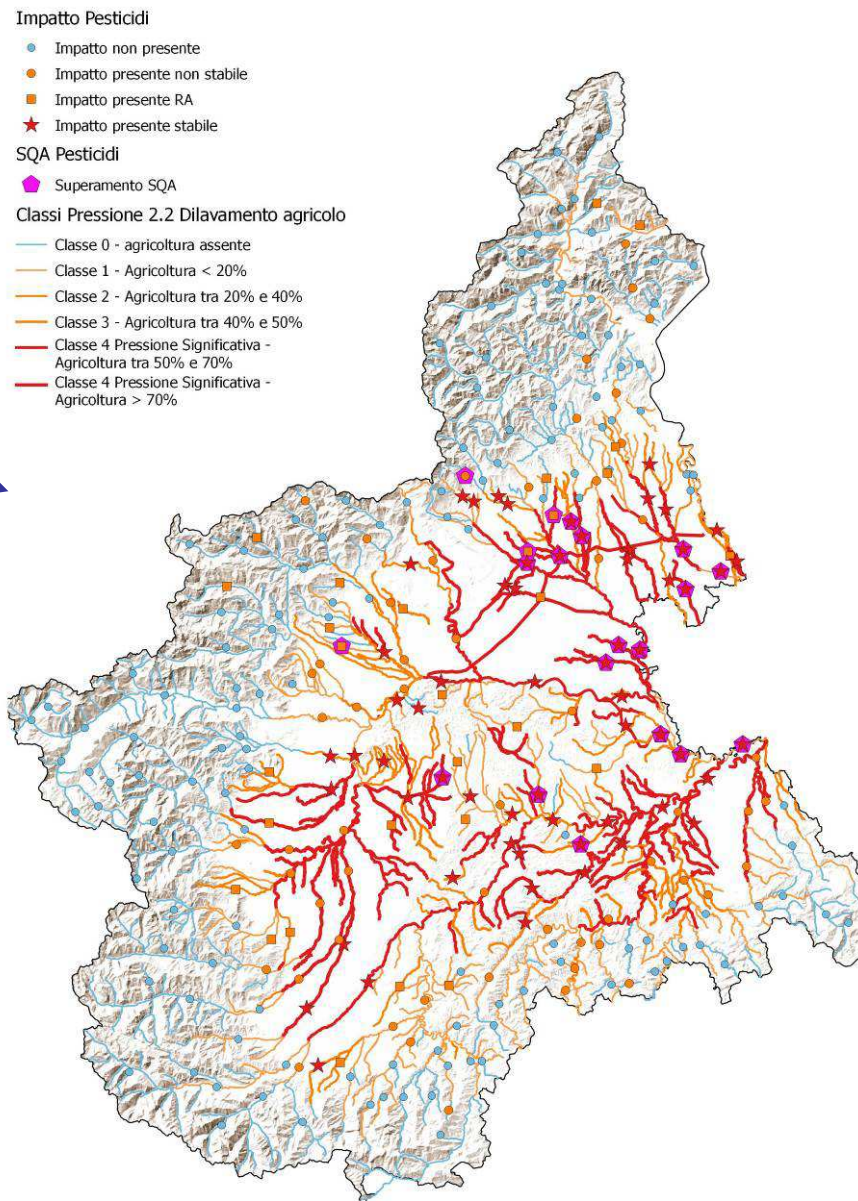 Impatto Pesticidi
Impatto non presente
Impatto presente non stabile
Impatto presente RA
Impatto presente stabile
SQA Pesticidi
Superamento SQA
Classi Pressione 2.2 Dilavamento agricolo
Classe 0 - agricoltura assente
Classe 1 - Agricoltura < 20%
Classe 2 - Agricoltura tra 20% e 40%
Classe 3 - Agricoltura tra 40% e 50%
Classe 4 Pressione Significativa -
Agricoltura tra 50% e 70%
Classe 4 Pressione Significativa -
Agricoltura > 70%